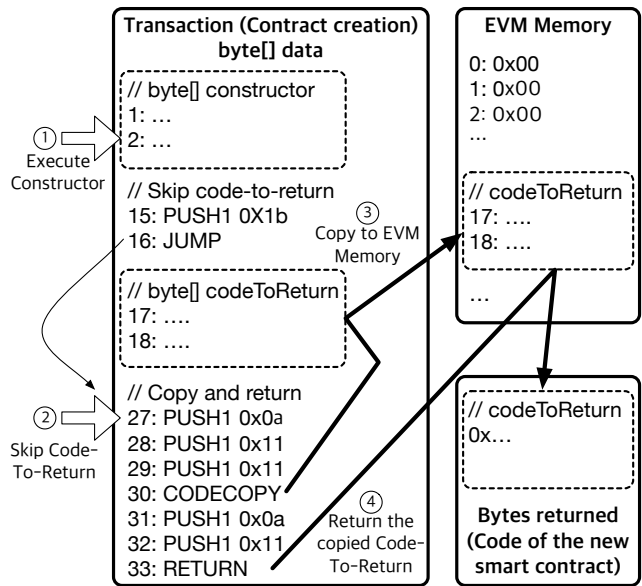 Transaction (Contract creation)
byte[] data
// byte[] constructor
1: …
2: …
① Execute
Constructor
// Skip code-to-return
15: PUSH1 0X1b
16: JUMP
// byte[] codeToReturn
17: ….
18: ….
// Copy and return
27: PUSH1 0x0a
28: PUSH1 0x11
29: PUSH1 0x11
30: CODECOPY
31: PUSH1 0x0a
32: PUSH1 0x11
33: RETURN
②
Skip Code-
To-Return
③
Copy to EVM
Memory
④
Return the
copied Code-
To-Return
EVM Memory
0: 0x00
1: 0x00
2: 0x00
...
// codeToReturn
17: ….
18: ….
...
// codeToReturn
0x…
Bytes returned
(Code of the new
smart contract)